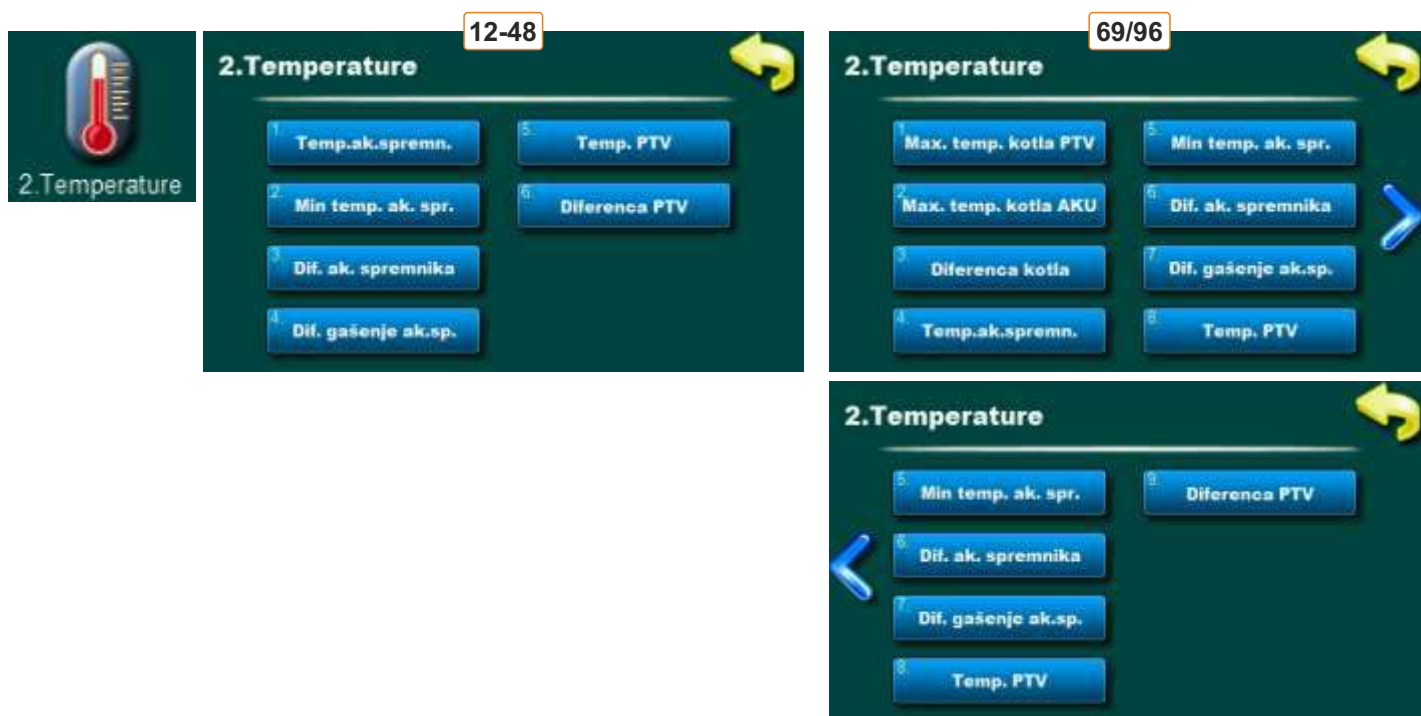 12-48
69/96
2.Temperature
2.Temperature
1. Temp.ak.spremn.
2. Min temp. ak. spr.
3. Dif. ak. spremnika
4. Dif. gašenje ak.sp.
5. Temp. PTV
6. Diferenca PTV
2.Temperature
1. Max. temp. kotla PTV
2. Max. temp. kotla AKU
3. Diferenca kotla
4. Temp.ak.spremn.
5. Min temp. ak. spr.
6. Dif. ak. spremnika
7. Dif. gašenje ak.sp.
8. Temp. PTV
2.Temperature
5. Min temp. ak. spr.
6. Dif. ak. spremnika
7. Dif. gašenje ak.sp.
8. Temp. PTV
9. Diferenca PTV